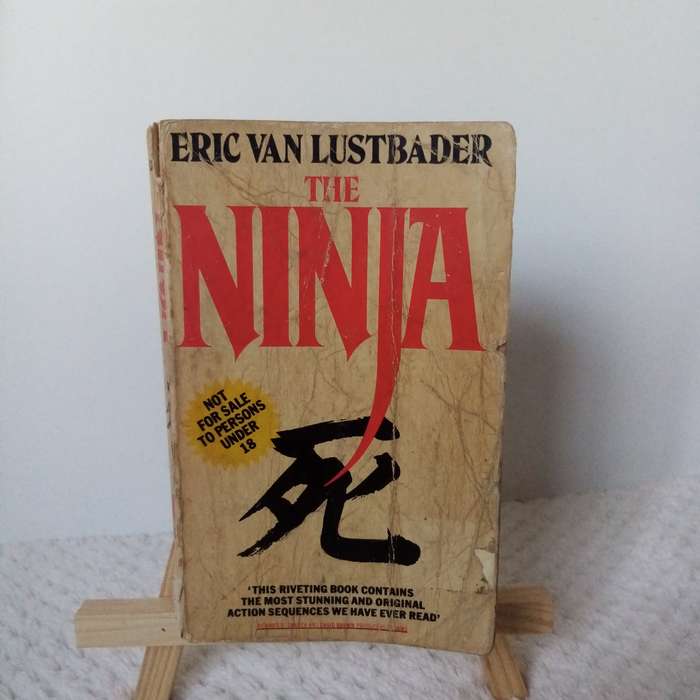 ERIC VAN LUSTBADER
THE
NINJA
NOT
FOR SALE
TO PERSONS
UNDER
18
死
'THIS RIVETING BOOK CONTAINS
THE MOST STUNNING AND ORIGINAL
ACTION SEQUENCES WE HAVE EVER READ'